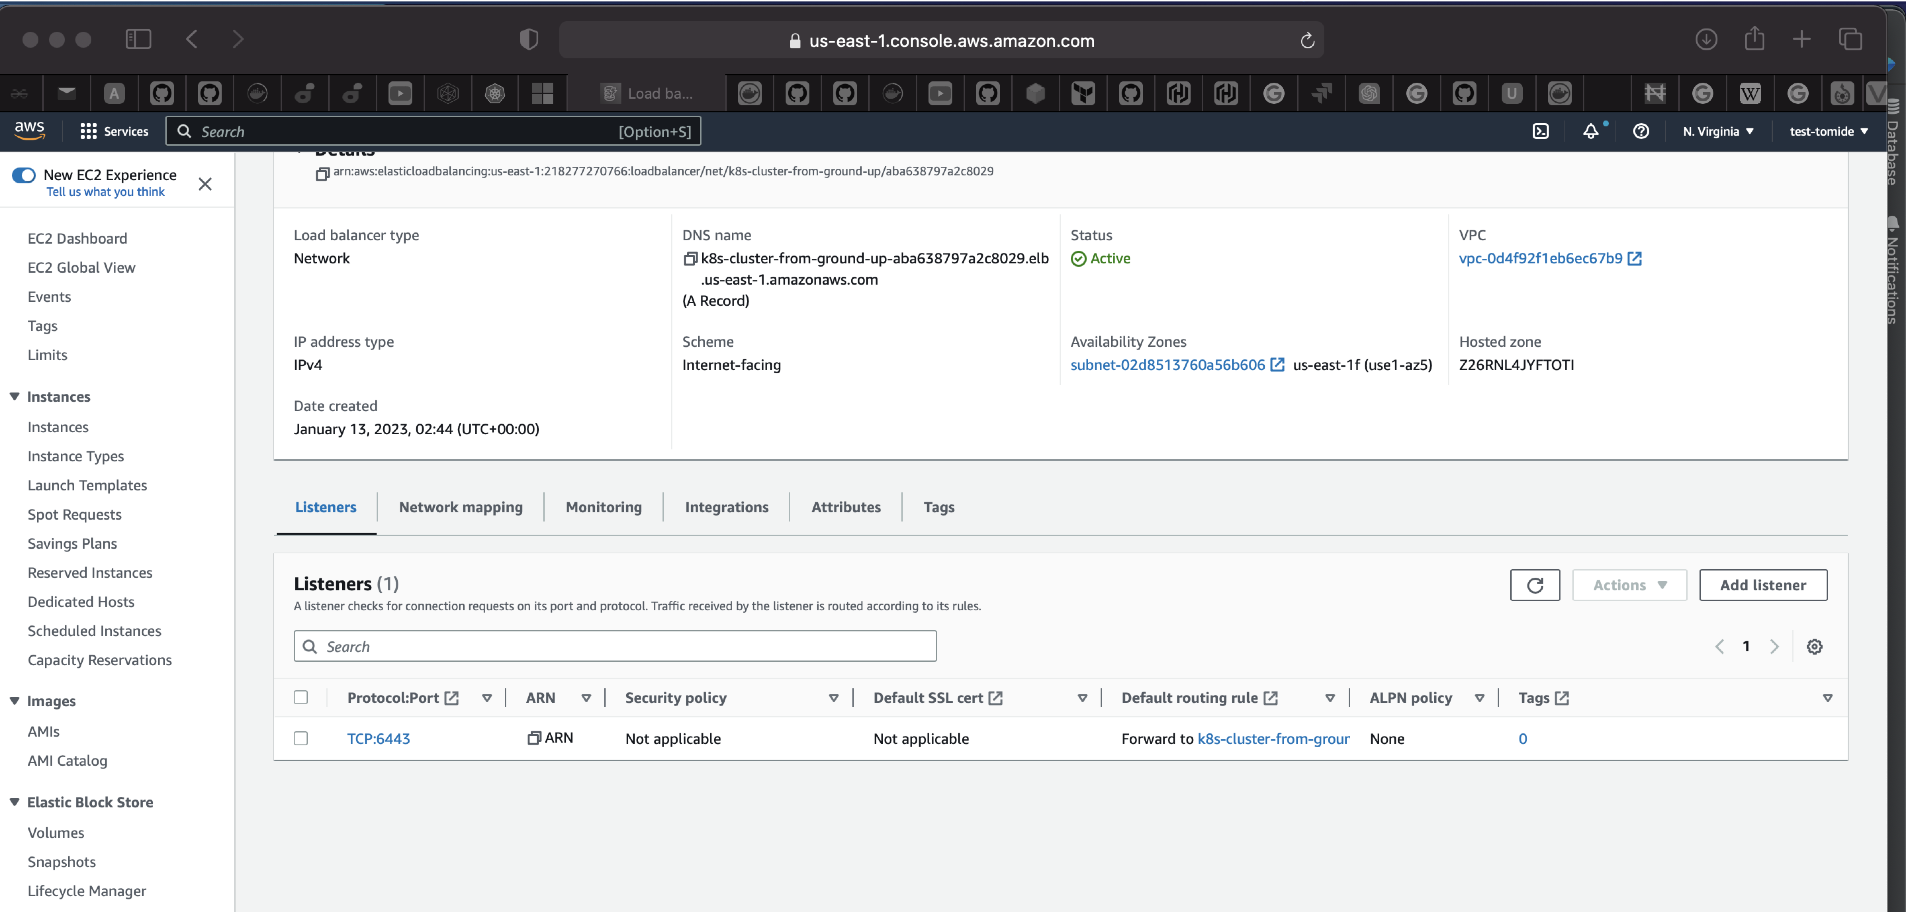 us-east-1.console.aws.amazon.com
Load ba...
aws
Services
Search
[Option+S]
N. Virginia
test-tomide
New EC2 Experience
Tell us what you think
EC2 Dashboard
EC2 Global View
Events
Tags
Limits
Instances
Instances
Instance Types
Launch Templates
Spot Requests
Savings Plans
Reserved Instances
Dedicated Hosts
Scheduled Instances
Capacity Reservations
Images
AMIs
AMI Catalog
Elastic Block Store
Volumes
Snapshots
Lifecycle Manager
Details
arn:aws:elasticloadbalancing:us-east-1:218277270766:loadbalancer/net/k8s-cluster-from-ground-up/aba638797a2c8029
Load balancer type
Network
DNS name
k8s-cluster-from-ground-up-aba638797a2c8029.elb
.us-east-1.amazonaws.com
(A Record)
Status
Active
VPC
vpc-0d4f92f1eb6ec67b9
IP address type
IPv4
Scheme
Internet-facing
Availability Zones
subnet-02d8513760a56b606 us-east-1f (use1-az5)
Hosted zone
Z26RNL4JYFTOTI
Date created
January 13, 2023, 02:44 (UTC+00:00)
Listeners
Network mapping
Monitoring
Integrations
Attributes
Tags
Listeners (1)
A listener checks for connection requests on its port and protocol. Traffic received by the listener is routed according to its rules.
Actions
Add listener
Search
1
Protocol:Port
ARN
Security policy
Default SSL cert
Default routing rule
ALPN policy
Tags
TCP:6443
ARN
Not applicable
Not applicable
Forward to k8s-cluster-from-groun
None
0
Database
Notifications